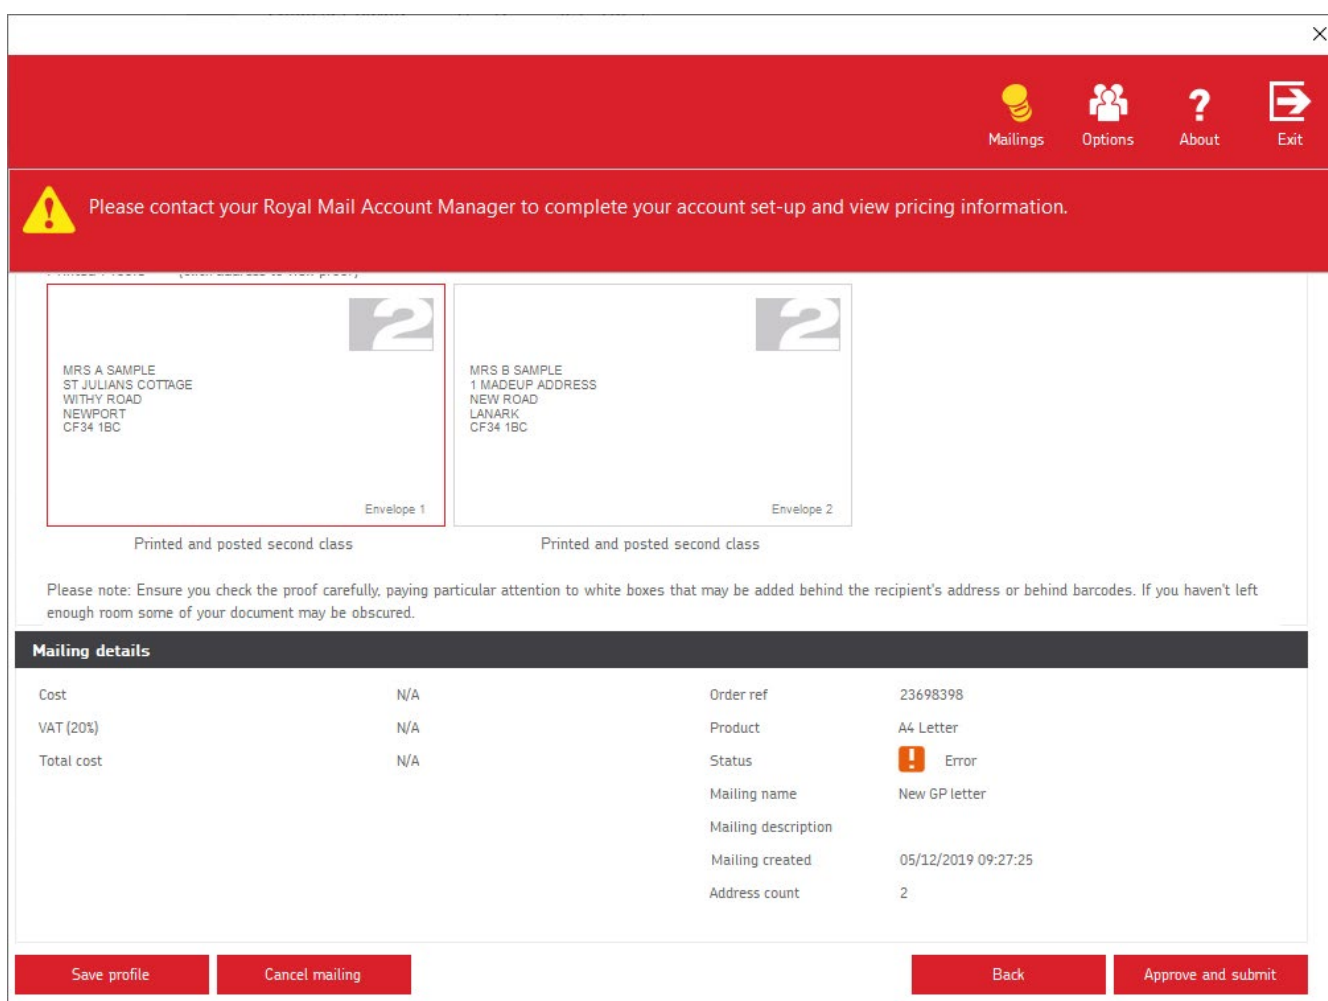 Mailings
Options
About
Exit
Please contact your Royal Mail Account Manager to complete your account set-up and view pricing information.
2
MRS A SAMPLE
ST JULIANS COTTAGE
WITHY ROAD
NEWPORT
CF34 1BC
Envelope 1
2
MRS B SAMPLE
1 MADEUP ADDRESS
NEW ROAD
LANARK
CF34 1BC
Envelope 2
Printed and posted second class
Printed and posted second class
Please note: Ensure you check the proof carefully, paying particular attention to white boxes that may be added behind the recipient's address or behind barcodes. If you haven't left
enough room some of your document may be obscured.
Mailing details
Cost N/A
VAT (20%) N/A
Total cost N/A
Order ref 23698398
Product A4 Letter
Status Error
Mailing name New GP letter
Mailing description
Mailing created 05/12/2019 09:27:25
Address count 2
Save profile
Cancel mailing
Back
Approve and submit